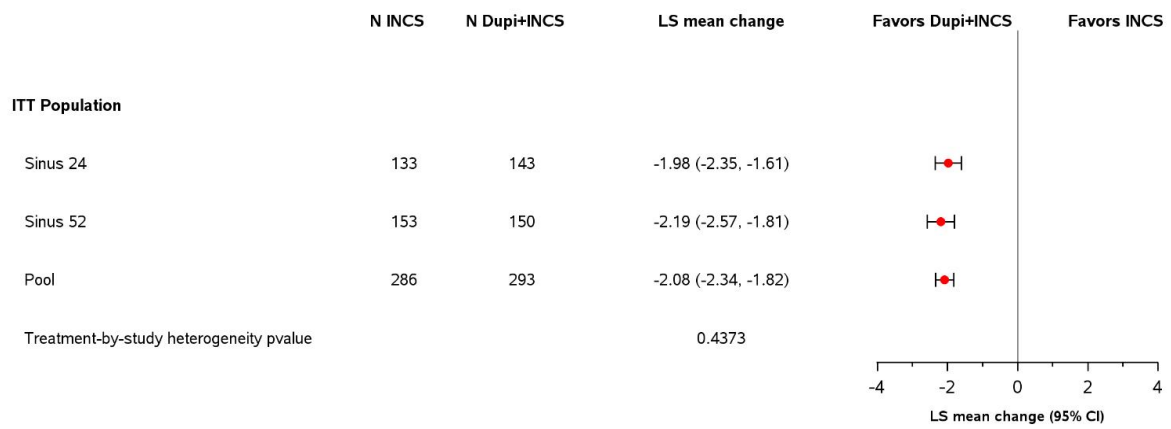 N INCS N Dupi+INCS LS mean change Favors Dupi+INCS Favors INCS
ITT Population
Sinus 24 133 143 -1.98 (-2.35, -1.61)
Sinus 52 153 150 -2.19 (-2.57, -1.81)
Pool 286 293 -2.08 (-2.34, -1.82)
Treatment-by-study heterogeneity pvalue 0.4373
-4 -2 0 2 4
LS mean change (95% CI)